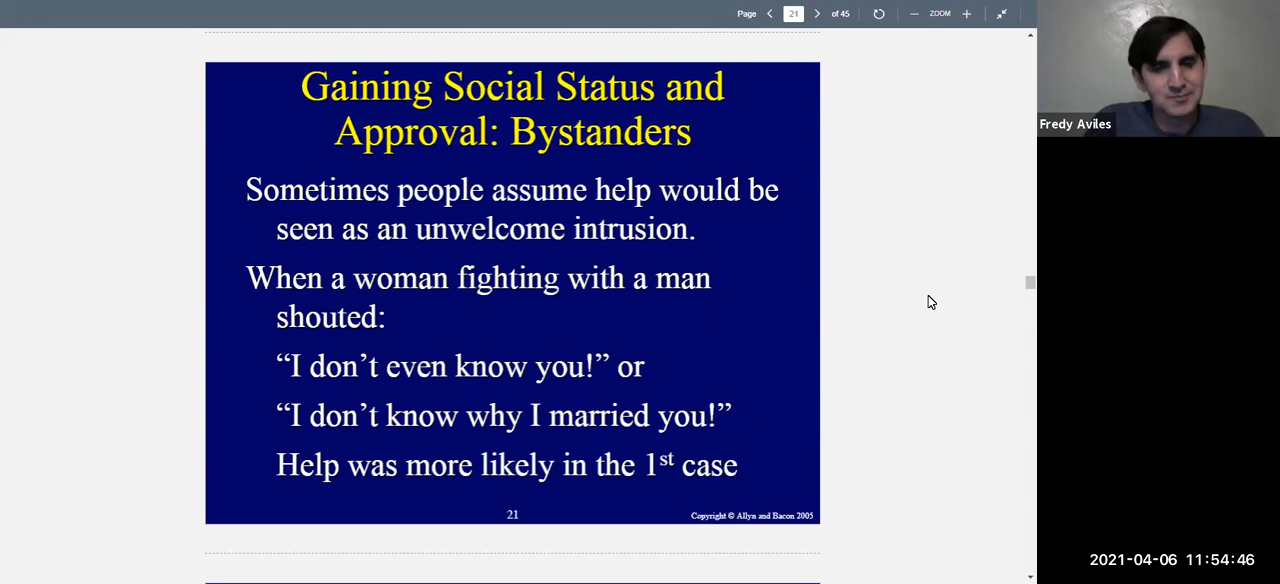 Page 21 of 45 ZOOM
Gaining Social Status and
Approval: Bystanders
Sometimes people assume help would be
seen as an unwelcome intrusion.
When a woman fighting with a man
shouted:
“I don’t even know you!” or
“I don’t know why I married you!”
Help was more likely in the 1st case
21
Copyright © Allyn and Bacon 2005
Fredy Aviles
2021-04-06 11:54:46